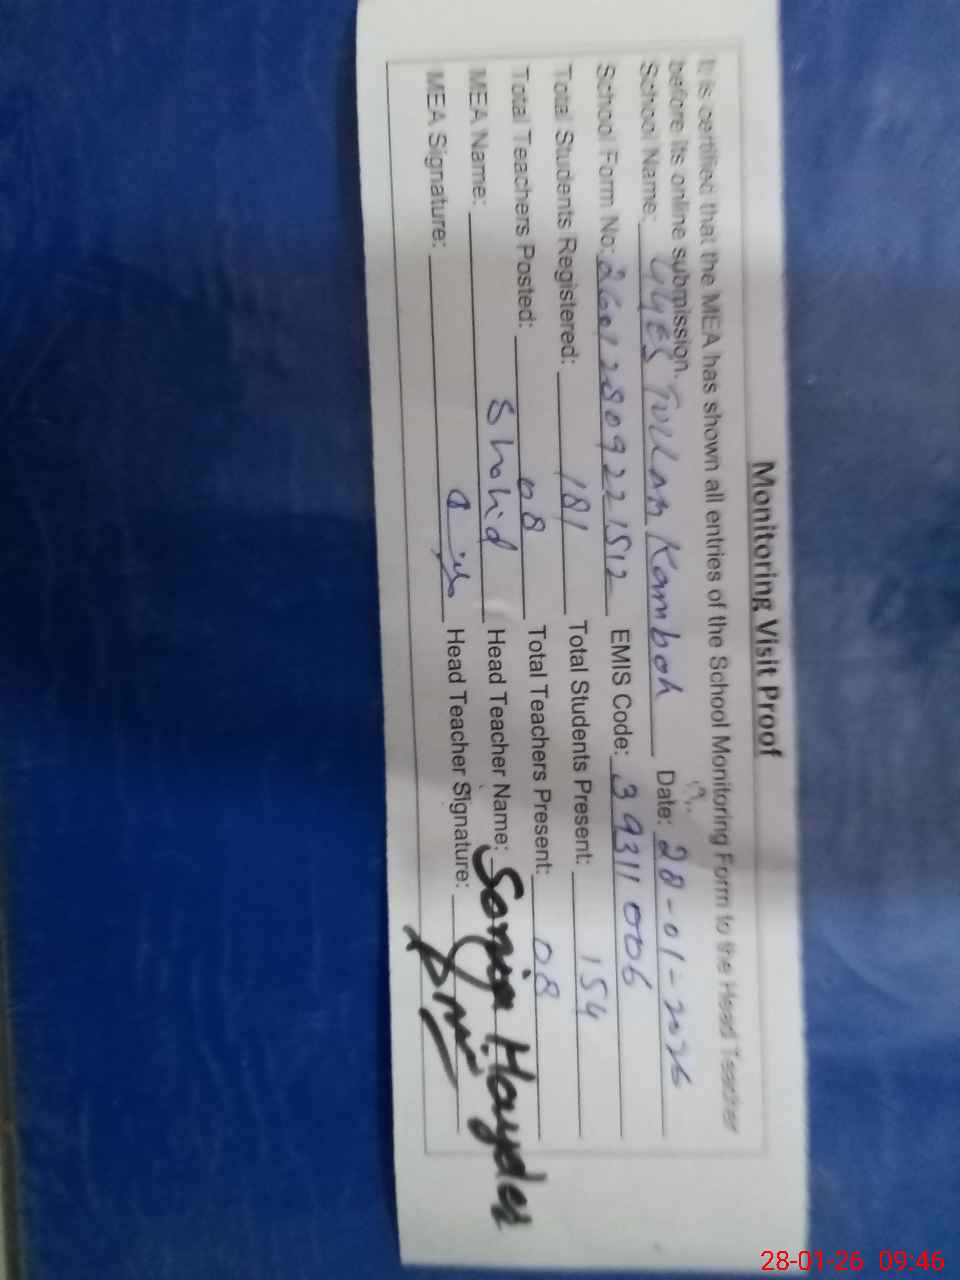 Monitoring Visit Proof
It is certified that the MEA has shown all entries of the School Monitoring Form to the Head Teacher
before its online submission.
School Name: GGES Tullam Kamboh Date: 28-01-2026
School Form No: 26012809221512 EMIS Code: 39311006
Total Students Registered: 181 Total Students Present: 154
Total Teachers Posted: 08 Total Teachers Present: 08
MEA Name: Shahid Head Teacher Name: Sonia Hayder
MEA Signature: Head Teacher Signature:
28-01-26 09:46